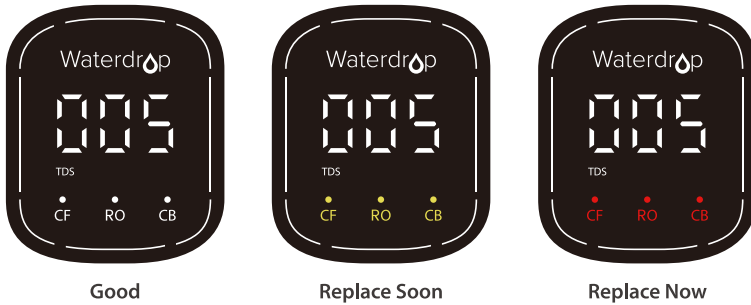 Waterdrop
005
TDS
CF RO CB
Good
Waterdrop
005
TDS
CF RO CB
Replace Soon
Waterdrop
005
TDS
CF RO CB
Replace Now